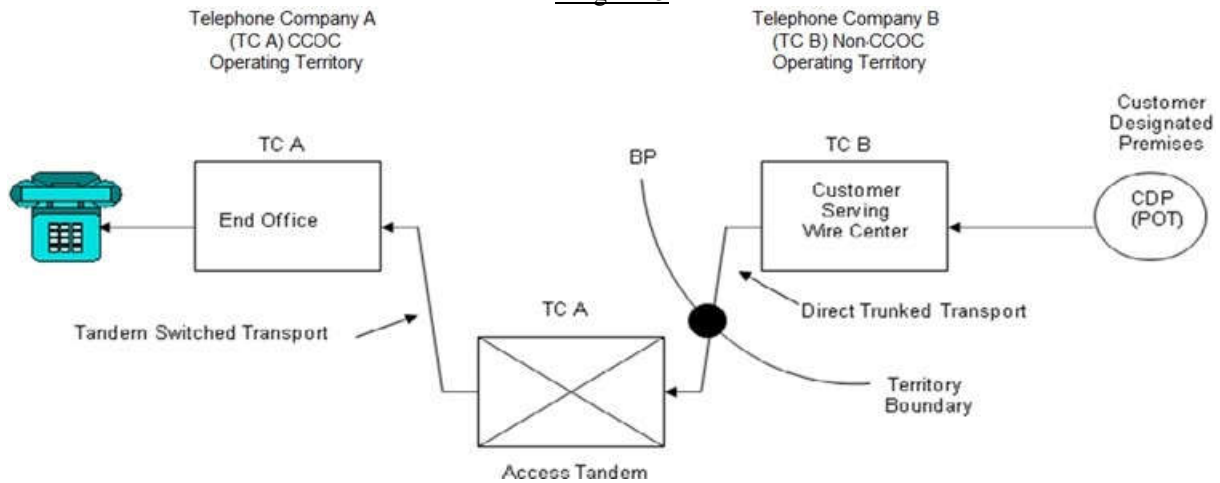 Telephone Company A
(TC A) CCOC
Operating Territory
Telephone Company B
(TC B) Non-CCOC
Operating Territory
Customer
Designated
Premises
TC A
BP
TC B
End Office
Customer
Serving
Wire Center
CDP
(POT)
Tandem Switched Transport
TC A
Direct Trunked Transport
Territory
Boundary
Access Tandem